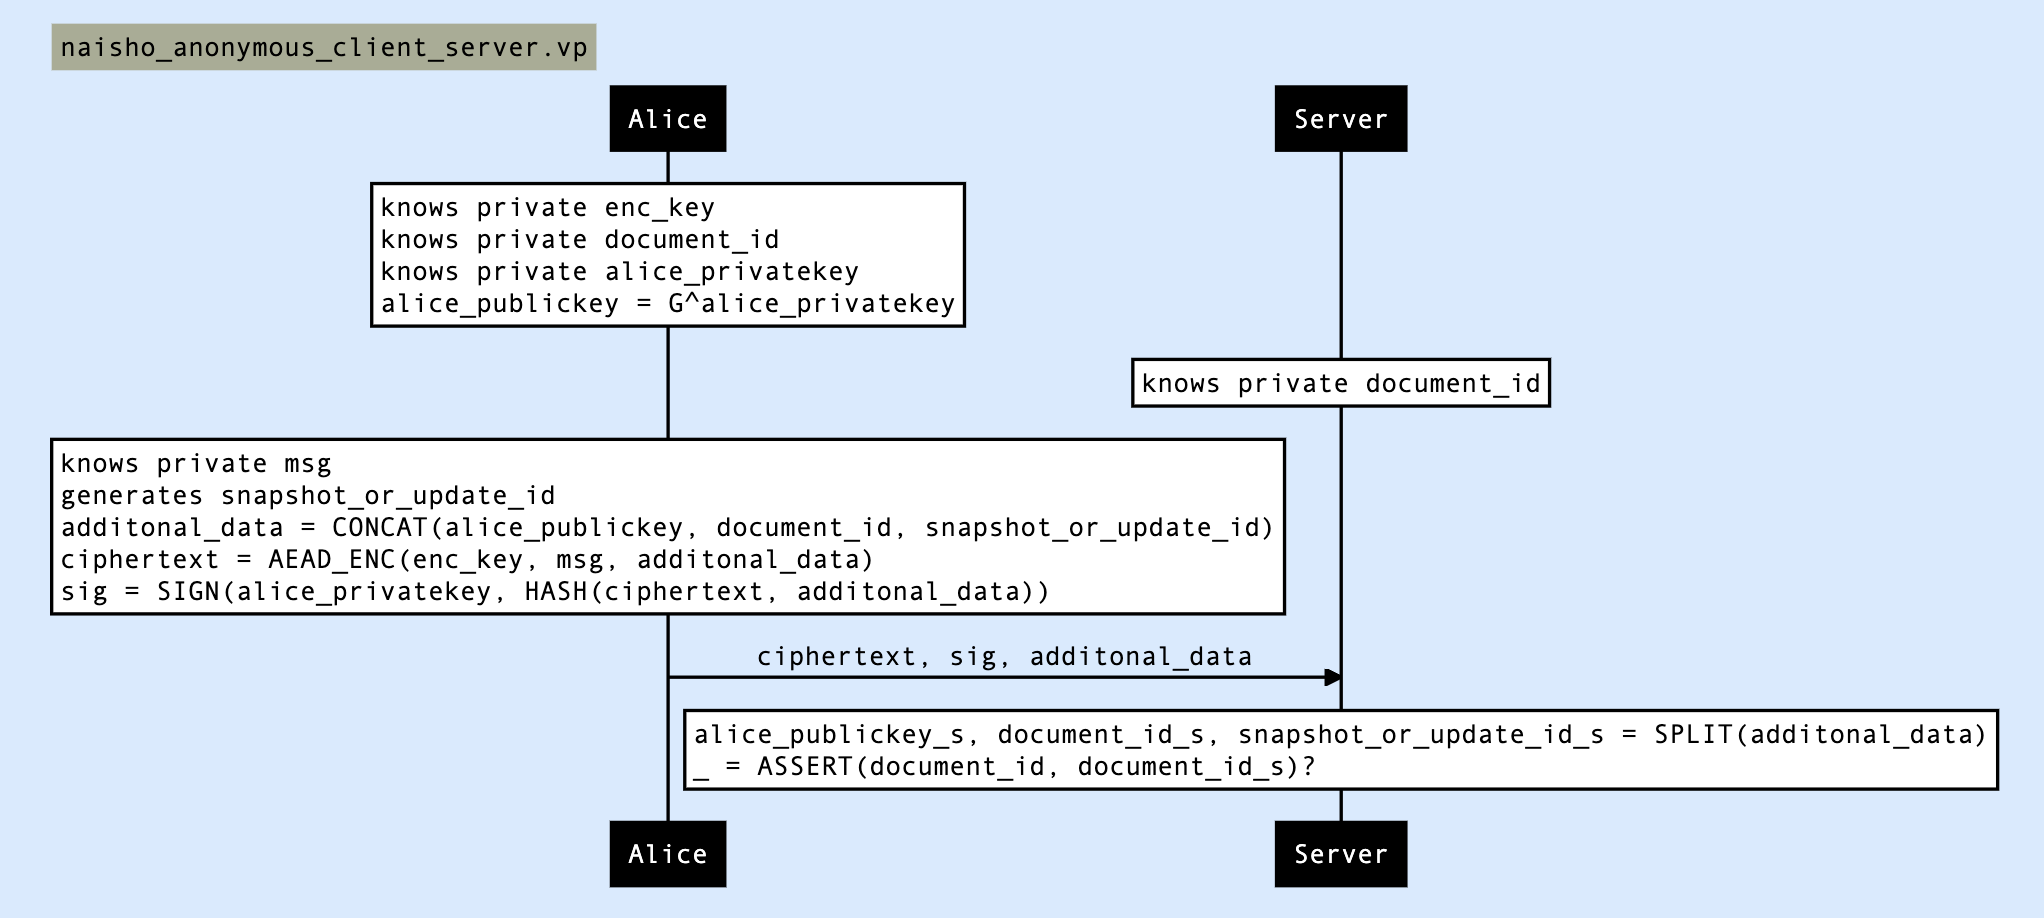 naisho_anonymous_client_server.vp
Alice
Server
knows private enc_key
knows private document_id
knows private alice_privatekey
alice_publickey = G^alice_privatekey
knows private document_id
knows private msg
generates snapshot_or_update_id
additonal_data = CONCAT(alice_publickey, document_id, snapshot_or_update_id)
ciphertext = AEAD_ENC(enc_key, msg, additonal_data)
sig = SIGN(alice_privatekey, HASH(ciphertext, additonal_data))
ciphertext, sig, additonal_data
alice_publickey_s, document_id_s, snapshot_or_update_id_s = SPLIT(additonal_data)
_ = ASSERT(document_id, document_id_s)?
Alice
Server